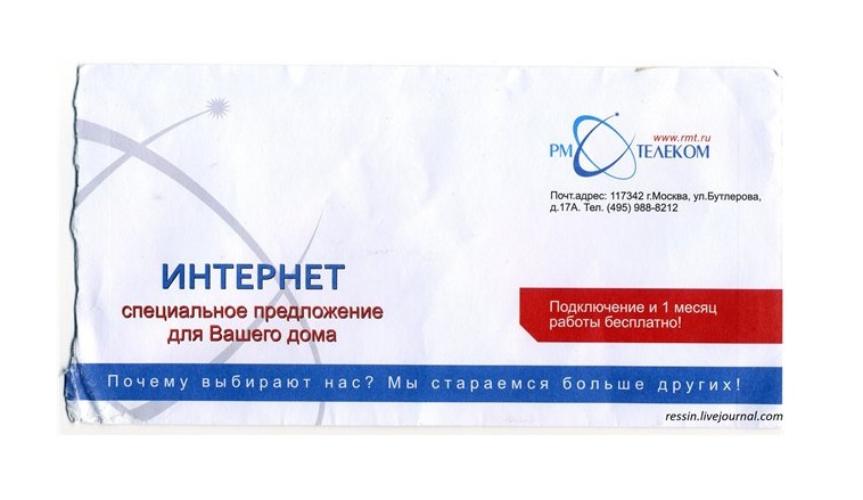 www.rmt.ru
РМ ТЕЛЕКОМ
Почт.адрес: 117342 г.Москва, ул.Бутлерова,
д.17А. Тел. (495) 988-8212
ИНТЕРНЕТ
специальное предложение
для Вашего дома
Подключение и 1 месяц
работы бесплатно!
Почему выбирают нас? Мы стараемся больше других!
ressin.livejournal.com